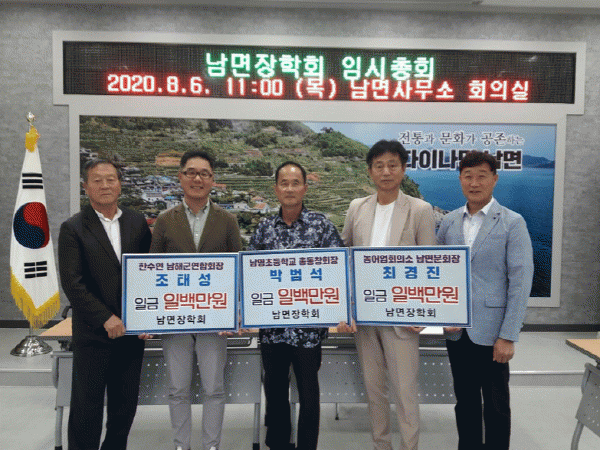 남면장학회 임시총회
2020.8.6. 11:00 (목) 남면사무소 회의실
전통과 문화가 공존하는
다이나믹 남면
한수연 남해군연합회장
조태성
일금 일백만원
남면장학회
남명초등학교 총동창회장
박범석
일금 일백만원
남면장학회
농어업회의소 남면분회장
최경진
일금 일백만원
남면장학회